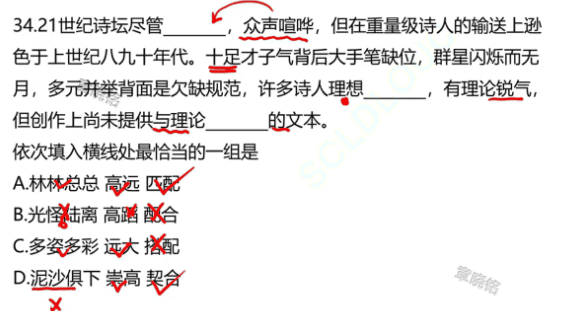 34.21世纪诗坛尽管________，众声喧哗，但在重量级诗人的输送上逊
色于上世纪八九十年代。十足才子气背后大手笔缺位，群星闪烁而无
月，多元并举背面是欠缺规范，许多诗人理想________，有理论锐气，
但创作上尚未提供与理论________的文本。
依次填入横线处最恰当的一组是
A.林林总总 高远 匹配
B.光怪陆离 高蹈 配合
C.多姿多彩 远大 搭配
D.泥沙俱下 崇高 契合
章晓铭
章晓铭